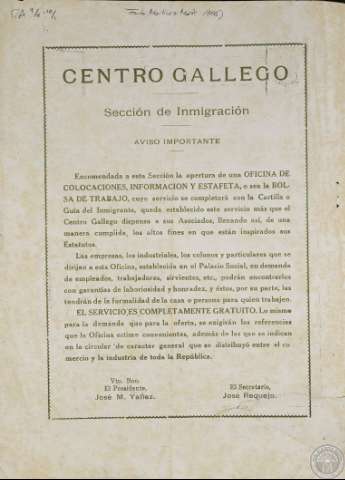 CENTRO GALLEGO
Sección de Inmigración
AVISO IMPORTANTE
Encomendada a esta Sección la apertura de una OFICINA DE
COLOCACIONES, INFORMACION Y ESTAFETA, o sea la BOL-
SA DE TRABAJO, cuyo servicio se completará con la Cartilla o
Guía del Inmigrante, queda establecido este servicio más que el
Centro Gallego dispensa a sus Asociados, llenando así, de una
manera cumplida, los altos fines en que están inspirados sus
Estatutos.
Las empresas, los industriales, los colonos y particulares que se
dirijan a esta Oficina, establecida en el Palacio Social, en demanda
de empleados, trabajadores, sirvientes, etc., podrán encontrarlos
con garantías de laboriosidad y honradez, y éstos, por su parte, las
tendrán de la formalidad de la casa o persona para quien trabajen.
EL SERVICIO ES COMPLETAMENTE GRATUITO. Lo mismo
para la demanda que para la oferta, se exigirán las referencias
que la Oficina estime convenientes, además de las que se indican
en la circular de carácter general que se distribuyó entre el co
mercio y la industria de toda la República.
Vto. Bno.
El Presidente, El Secretario,
José M. Yañez. José Requejo.